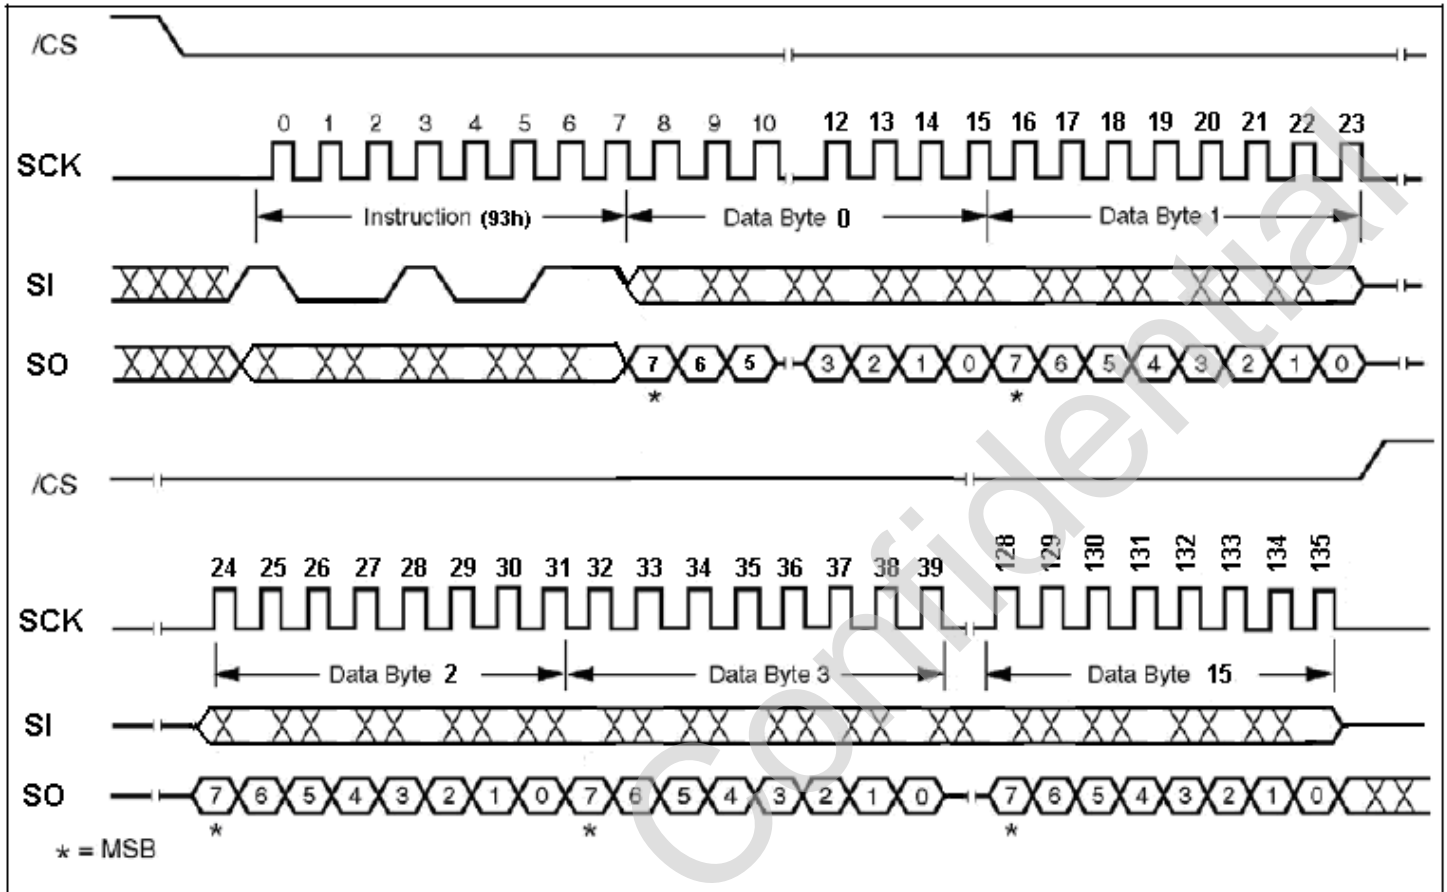 /CS
0 1 2 3 4 5 6 7 8 9 10 12 13 14 15 16 17 18 19 20 21 22 23
SCK
Instruction (93h) Data Byte 0 Data Byte 1
SI
SO 7 6 5 3 2 1 0 7 6 5 4 3 2 1 0
* *
/CS
24 25 26 27 28 29 30 31 32 33 34 35 36 37 38 39 128 129 130 131 132 133 134 135
SCK
Data Byte 2 Data Byte 3 Data Byte 15
SI
SO 7 6 5 4 3 2 1 0 7 6 5 4 3 2 1 0 7 6 5 4 3 2 1 0
* * *
* = MSB
Confidential